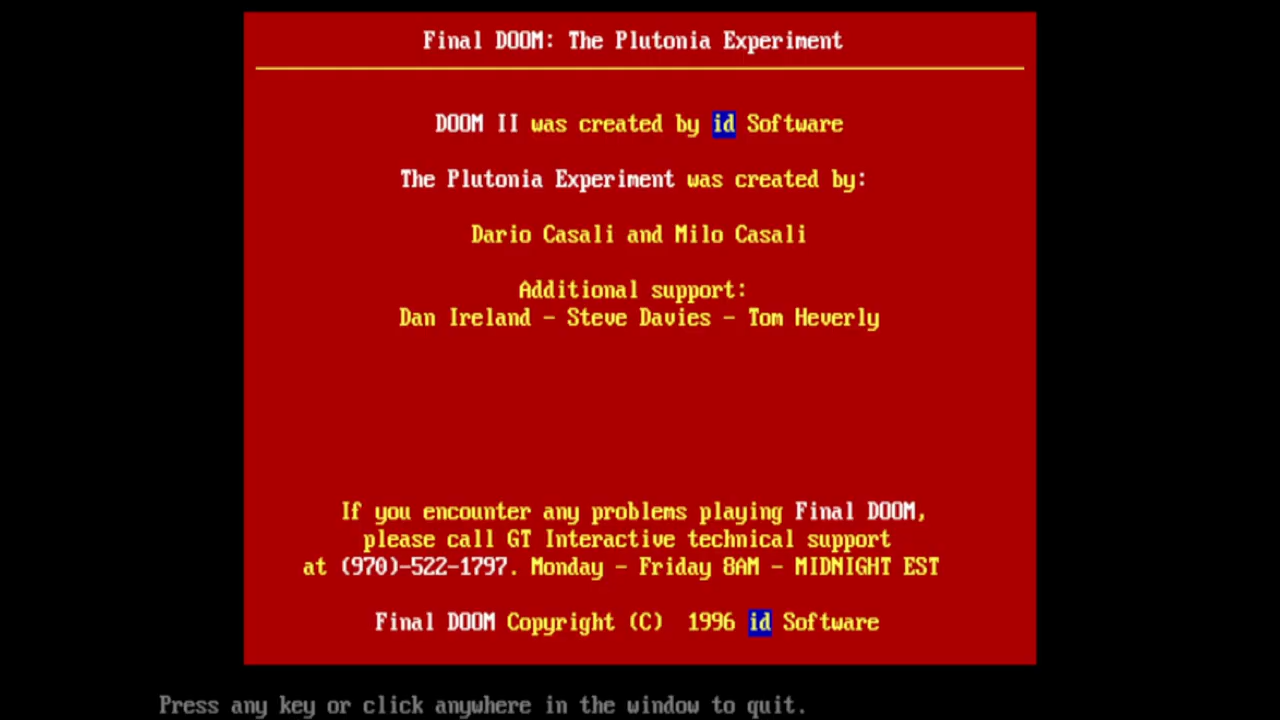 Final DOOM: The Plutonia Experiment
DOOM II was created by id Software
The Plutonia Experiment was created by:
Dario Casali and Milo Casali
Additional support:
Dan Ireland - Steve Davies - Tom Heverly
If you encounter any problems playing Final DOOM,
please call GT Interactive technical support
at (970)-522-1797. Monday - Friday 8AM - MIDNIGHT EST
Final DOOM Copyright (C)  1996 id Software
Press any key or click anywhere in the window to quit.